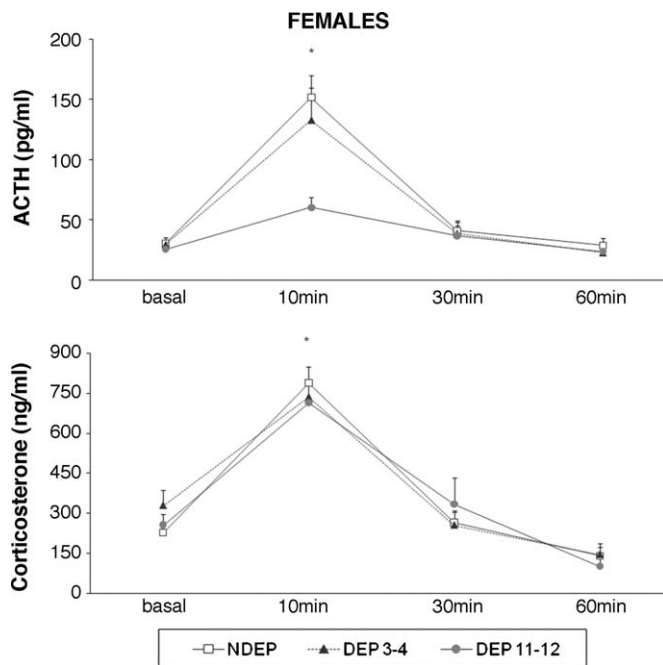 FEMALES
ACTH (pg/ml)
200
150
100
50
0
*
basal 10min 30min 60min
Corticosterone (ng/ml)
900
750
600
450
300
150
0
*
basal 10min 30min 60min
NDEP DEP 3-4 DEP 11-12